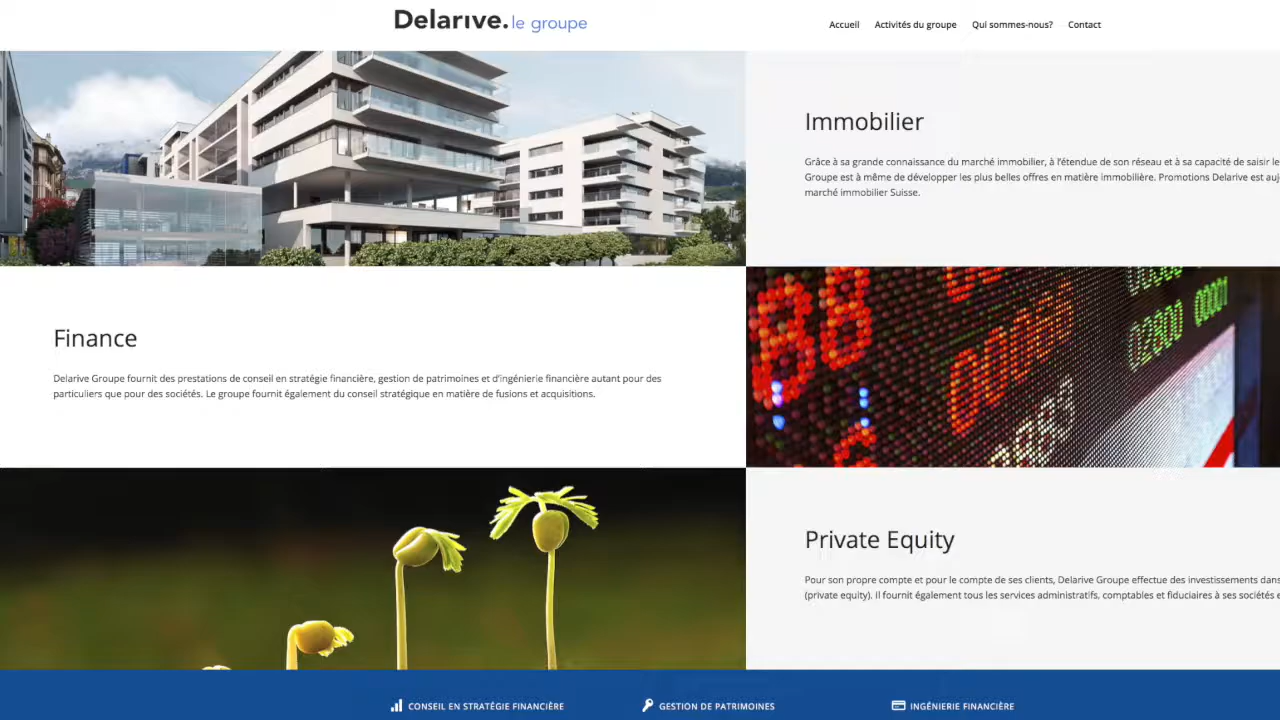 Delarive. le groupe
Accueil Activités du groupe Qui sommes-nous? Contact
Immobilier
Grâce à sa grande connaissance du marché immobilier, à l'étendue de son réseau et à sa capacité de saisir le
Groupe est à même de développer les plus belles offres en matière immobilière. Promotions Delarive est
marché immobilier Suisse.
Finance
Delarive Groupe fournit des prestations de conseil en stratégie financière, gestion de patrimoines et d'ingénierie financière autant pour des
particuliers que pour des sociétés. Le groupe fournit également du conseil stratégique en matière de fusions et acquisitions.
02800 00001
Private Equity
Pour son propre compte et pour le compte de ses clients, Delarive Groupe effectue des investissements dans
(private equity). Il fournit également tous les services administratifs, comptables et fiduciaires à ses sociétés e
CONSEIL EN STRATÉGIE FINANCIÈRE GESTION DE PATRIMOINES INGÉNIERIE FINANCIÈRE